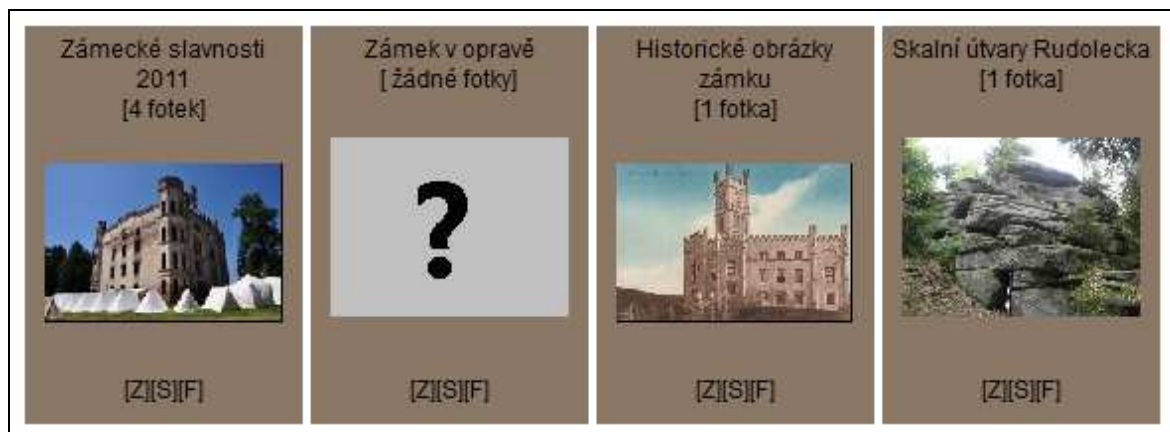 Zámecké slavnosti
2011
[4 fotek]
[Z][S][F]
Zámek v opravě
[ žádné fotky]
?
[Z][S][F]
Historické obrázky
zámku
[1 fotka]
[Z][S][F]
Skalní útvary Rudolecka
[1 fotka]
[Z][S][F]